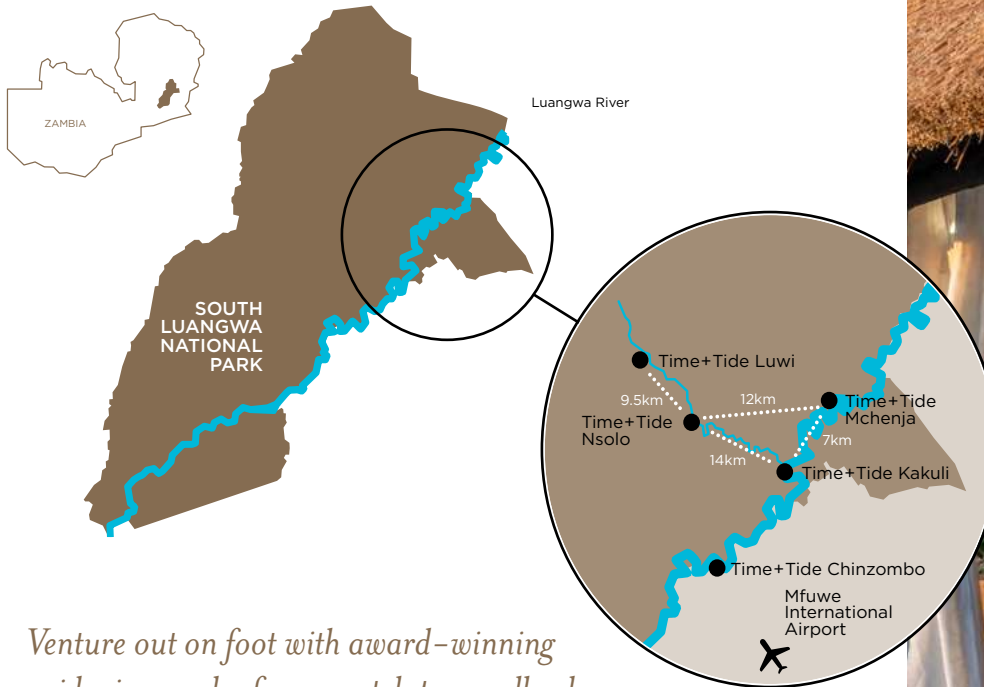 ZAMBIA
Luangwa River
SOUTH
LUANGWA
NATIONAL
PARK
Time+Tide Luwi
9.5km
12km
Time+Tide
Mchenja
Time+Tide
Nsolo
7km
14km
Time+Tide Kakuli
Time+Tide Chinzombo
Mfuwe
International
Airport
Venture out on foot with award-winning